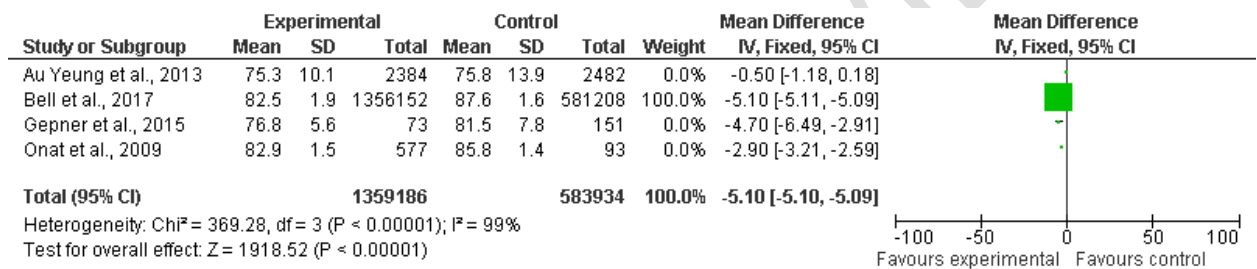 Experimental Control Mean Difference Mean Difference
Study or Subgroup Mean SD Total Mean SD Total Weight IV, Fixed, 95% CI IV, Fixed, 95% CI
Au Yeung et al., 2013 75.3 10.1 2384 75.8 13.9 2482 0.0% -0.50 [-1.18, 0.18]
Bell et al., 2017 82.5 1.9 1356152 87.6 1.6 581208 100.0% -5.10 [-5.11, -5.09]
Gepner et al., 2015 76.8 5.6 73 81.5 7.8 151 0.0% -4.70 [-6.49, -2.91]
Onat et al., 2009 82.9 1.5 577 85.8 1.4 93 0.0% -2.90 [-3.21, -2.59]
Total (95% CI) 1359186 583934 100.0% -5.10 [-5.10, -5.09]
Heterogeneity: Chi² = 369.28, df = 3 (P < 0.00001); I² = 99%
Test for overall effect: Z = 1918.52 (P < 0.00001)
-100 -50 0 50 100
Favours experimental Favours control